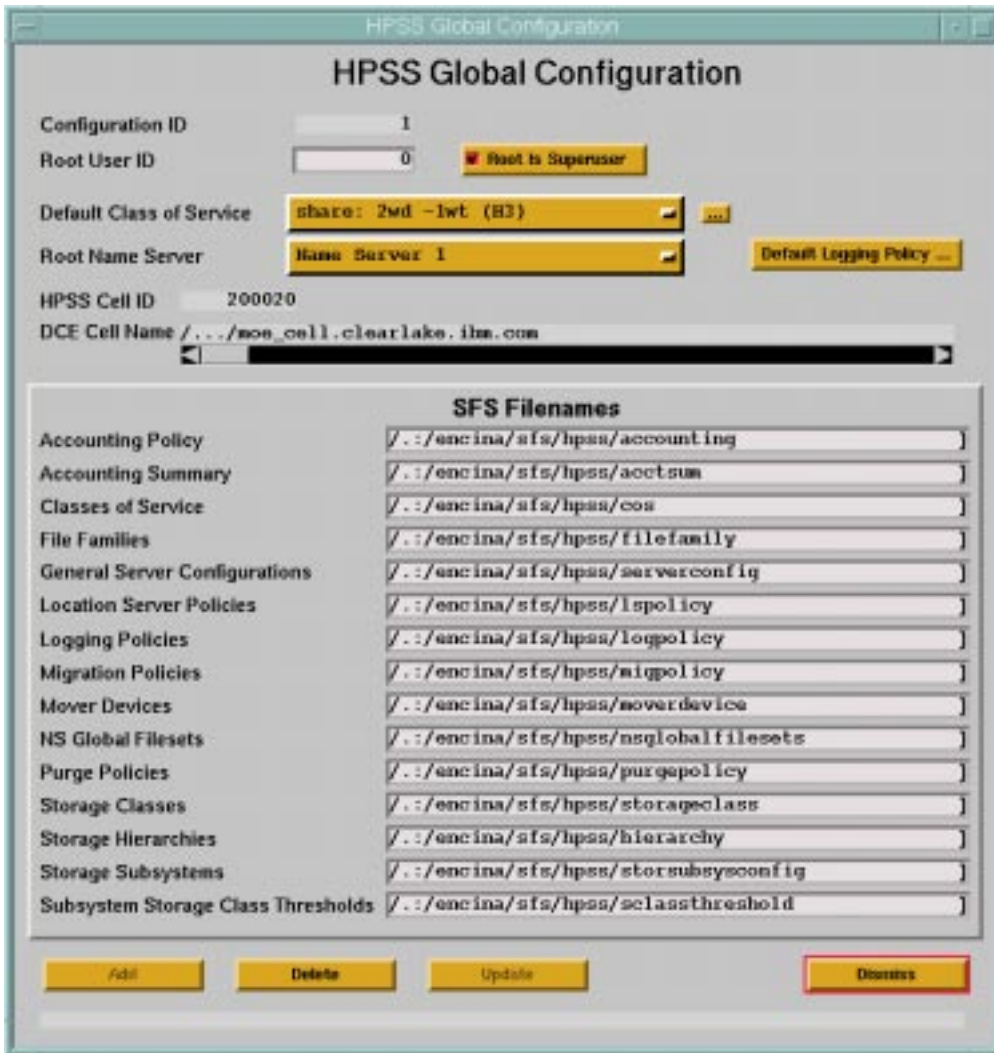 HPSS Global Configuration
HPSS Global Configuration
Configuration ID 1
Root User ID 0 Root is Superuser
Default Class of Service share: 2wd -1wt (H3) ...
Root Name Server Name Server 1 Default Logging Policy ...
HPSS Cell ID 200020
DCE Cell Name /.../moe_cell.clearlake.ibm.com
SFS Filenames
Accounting Policy /.:/encina/sfs/hpss/accounting
Accounting Summary /.:/encina/sfs/hpss/acctsum
Classes of Service /.:/encina/sfs/hpss/cos
File Families /.:/encina/sfs/hpss/filefamily
General Server Configurations /.:/encina/sfs/hpss/serverconfig
Location Server Policies /.:/encina/sfs/hpss/lspolicy
Logging Policies /.:/encina/sfs/hpss/logpolicy
Migration Policies /.:/encina/sfs/hpss/migpolicy
Mover Devices /.:/encina/sfs/hpss/moverdevice
NS Global Filesets /.:/encina/sfs/hpss/nsglobalfilesets
Purge Policies /.:/encina/sfs/hpss/purgepolicy
Storage Classes /.:/encina/sfs/hpss/storageclass
Storage Hierarchies /.:/encina/sfs/hpss/hierarchy
Storage Subsystems /.:/encina/sfs/hpss/storsubsysconfig
Subsystem Storage Class Thresholds /.:/encina/sfs/hpss/sclassthreshold
Add Delete Update Dismiss